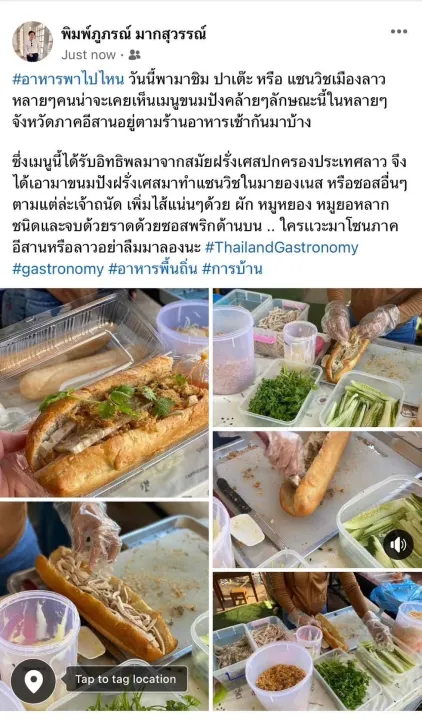 พิมพ์ภูภรณ์ มากสุวรรณ์
Just now ·
#อาหารพาไปไหน วันนี้พามาชิม ปาเต๊ะ หรือ แซนวิชเมืองลาว
หลายๆคนน่าจะเคยเห็นเมนูขนมปังคล้ายๆลักษณะนี้ในหลายๆ
จังหวัดภาคอีสานอยู่ตามร้านอาหารเช้ากันมาบ้าง
ซึ่งเมนูนี้ได้รับอิทธิพลมาจากสมัยฝรั่งเศสปกครองประเทศลาว จึง
ได้เอามาขนมปังฝรั่งเศสมาทำแซนวิชในมายองเนส หรือซอสอื่นๆ
ตามแต่ล่ะเจ้าถนัด เพิ่มไส้แน่นๆด้วย ผัก หมูหยอง หมูยอหลาก
ชนิดและจบด้วยราดด้วยซอสพริกด้านบน .. ใครแวะมาโซนภาค
อีสานหรือลาวอย่าลืมมาลองนะ #ThailandGastronomy
#gastronomy #อาหารพื้นถิ่น #การบ้าน
Tap to tag location